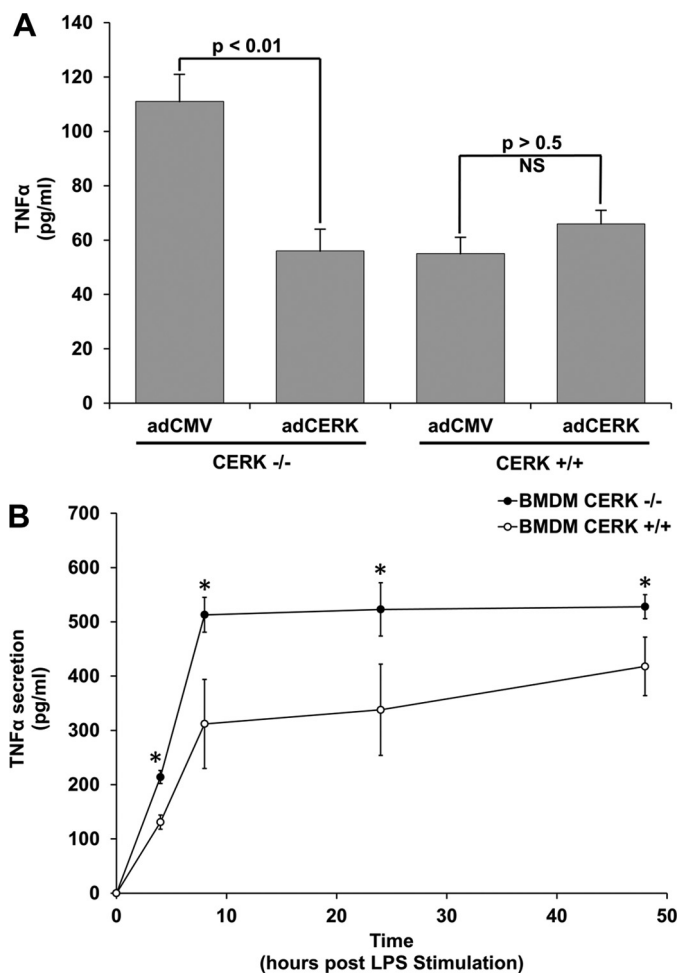 A
TNFα
(pg/ml)
140
120
100
80
60
40
20
0
p < 0.01
p > 0.5
NS
adCMV
adCERK
adCMV
adCERK
CERK -/-
CERK +/+
B
BMDM CERK -/-
BMDM CERK +/+
TNFα secretion
(pg/ml)
700
600
500
400
300
200
100
0
*
*
*
*
0
10
20
30
40
50
Time
(hours post LPS Stimulation)